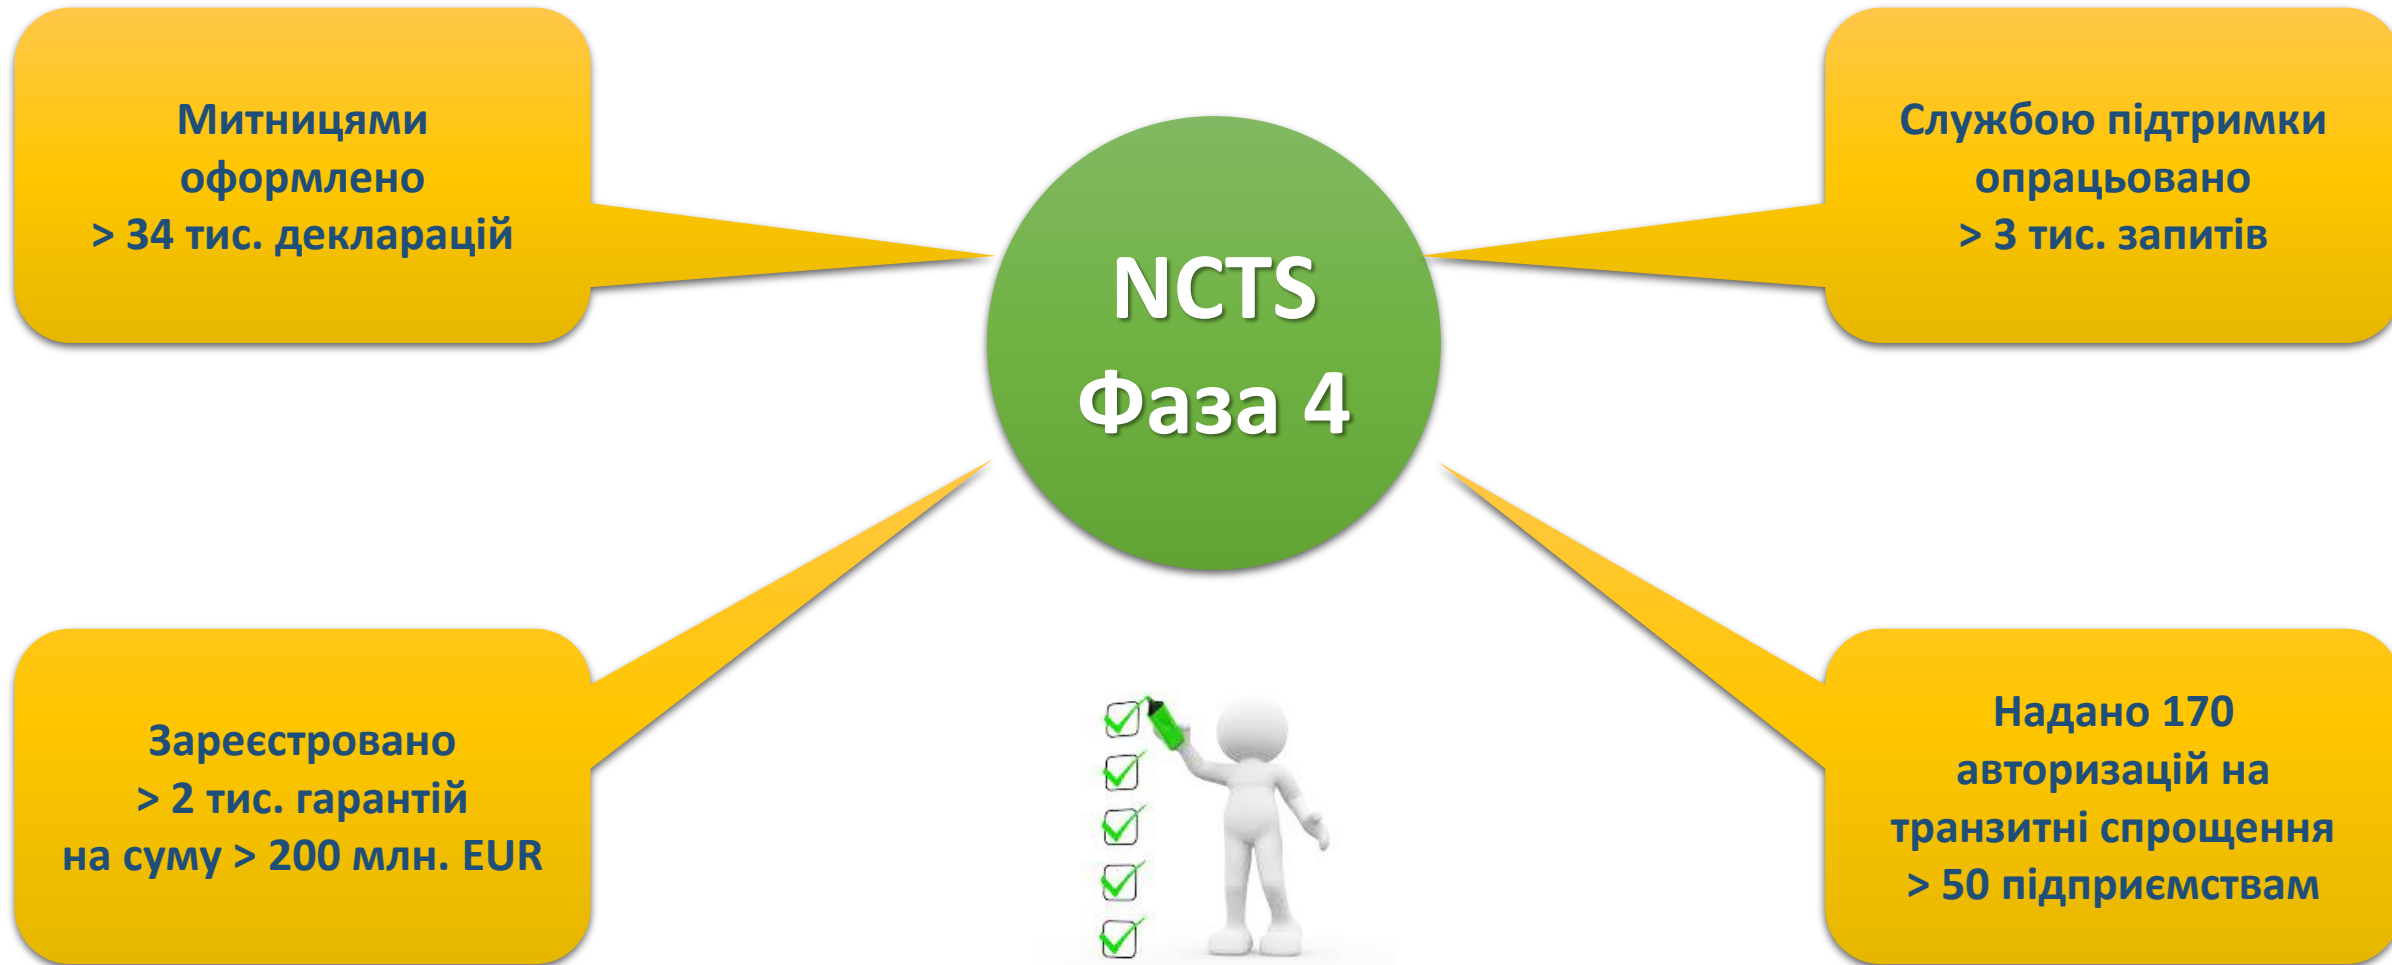 Митницями
оформлено
> 34 тис. декларацій
Службою підтримки
опрацьовано
> 3 тис. запитів
NCTS
Фаза 4
Зареєстровано
> 2 тис. гарантій
на суму > 200 млн. EUR
Надано 170
авторизацій на
транзитні спрощення
> 50 підприємствам